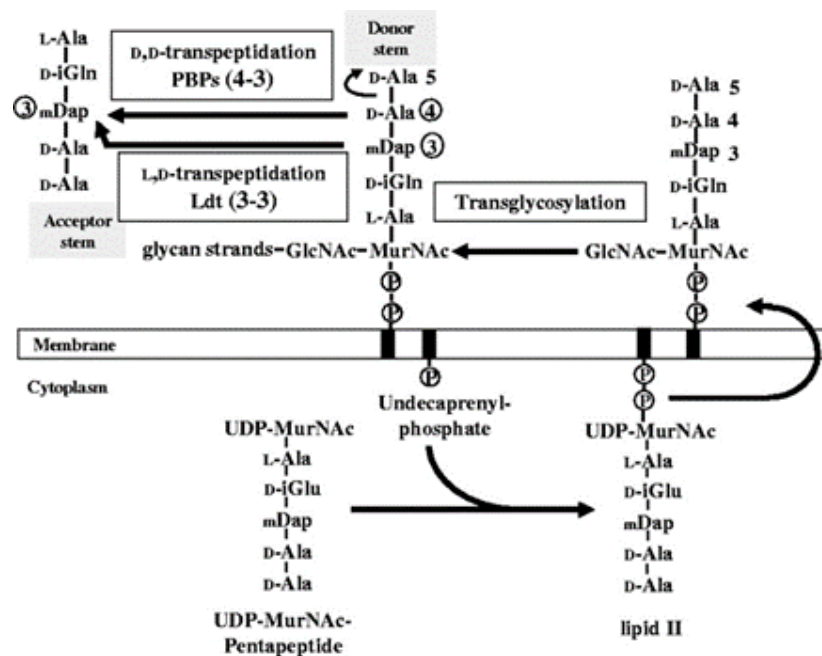 L-Ala
D-iGln
③ mDap
D-Ala
D-Ala
Acceptor
stem
D,D-transpeptidation
PBPs (4-3)
L,D-transpeptidation
Ldt (3-3)
Donor
stem
D-Ala 5
D-Ala ④
mDap ③
D-iGln
L-Ala
Transglycosylation
D-Ala 5
D-Ala 4
mDap 3
D-iGln
L-Ala
glycan strands-GlcNAc-MurNAc
GlcNAc-MurNAc
P
P
P
P
Membrane
Cytoplasm
P
Undecaprenyl-
phosphate
P
P
UDP-MurNAc
L-Ala
D-iGlu
mDap
D-Ala
D-Ala
UDP-MurNAc-
Pentapeptide
UDP-MurNAc
L-Ala
D-iGlu
mDap
D-Ala
D-Ala
lipid II